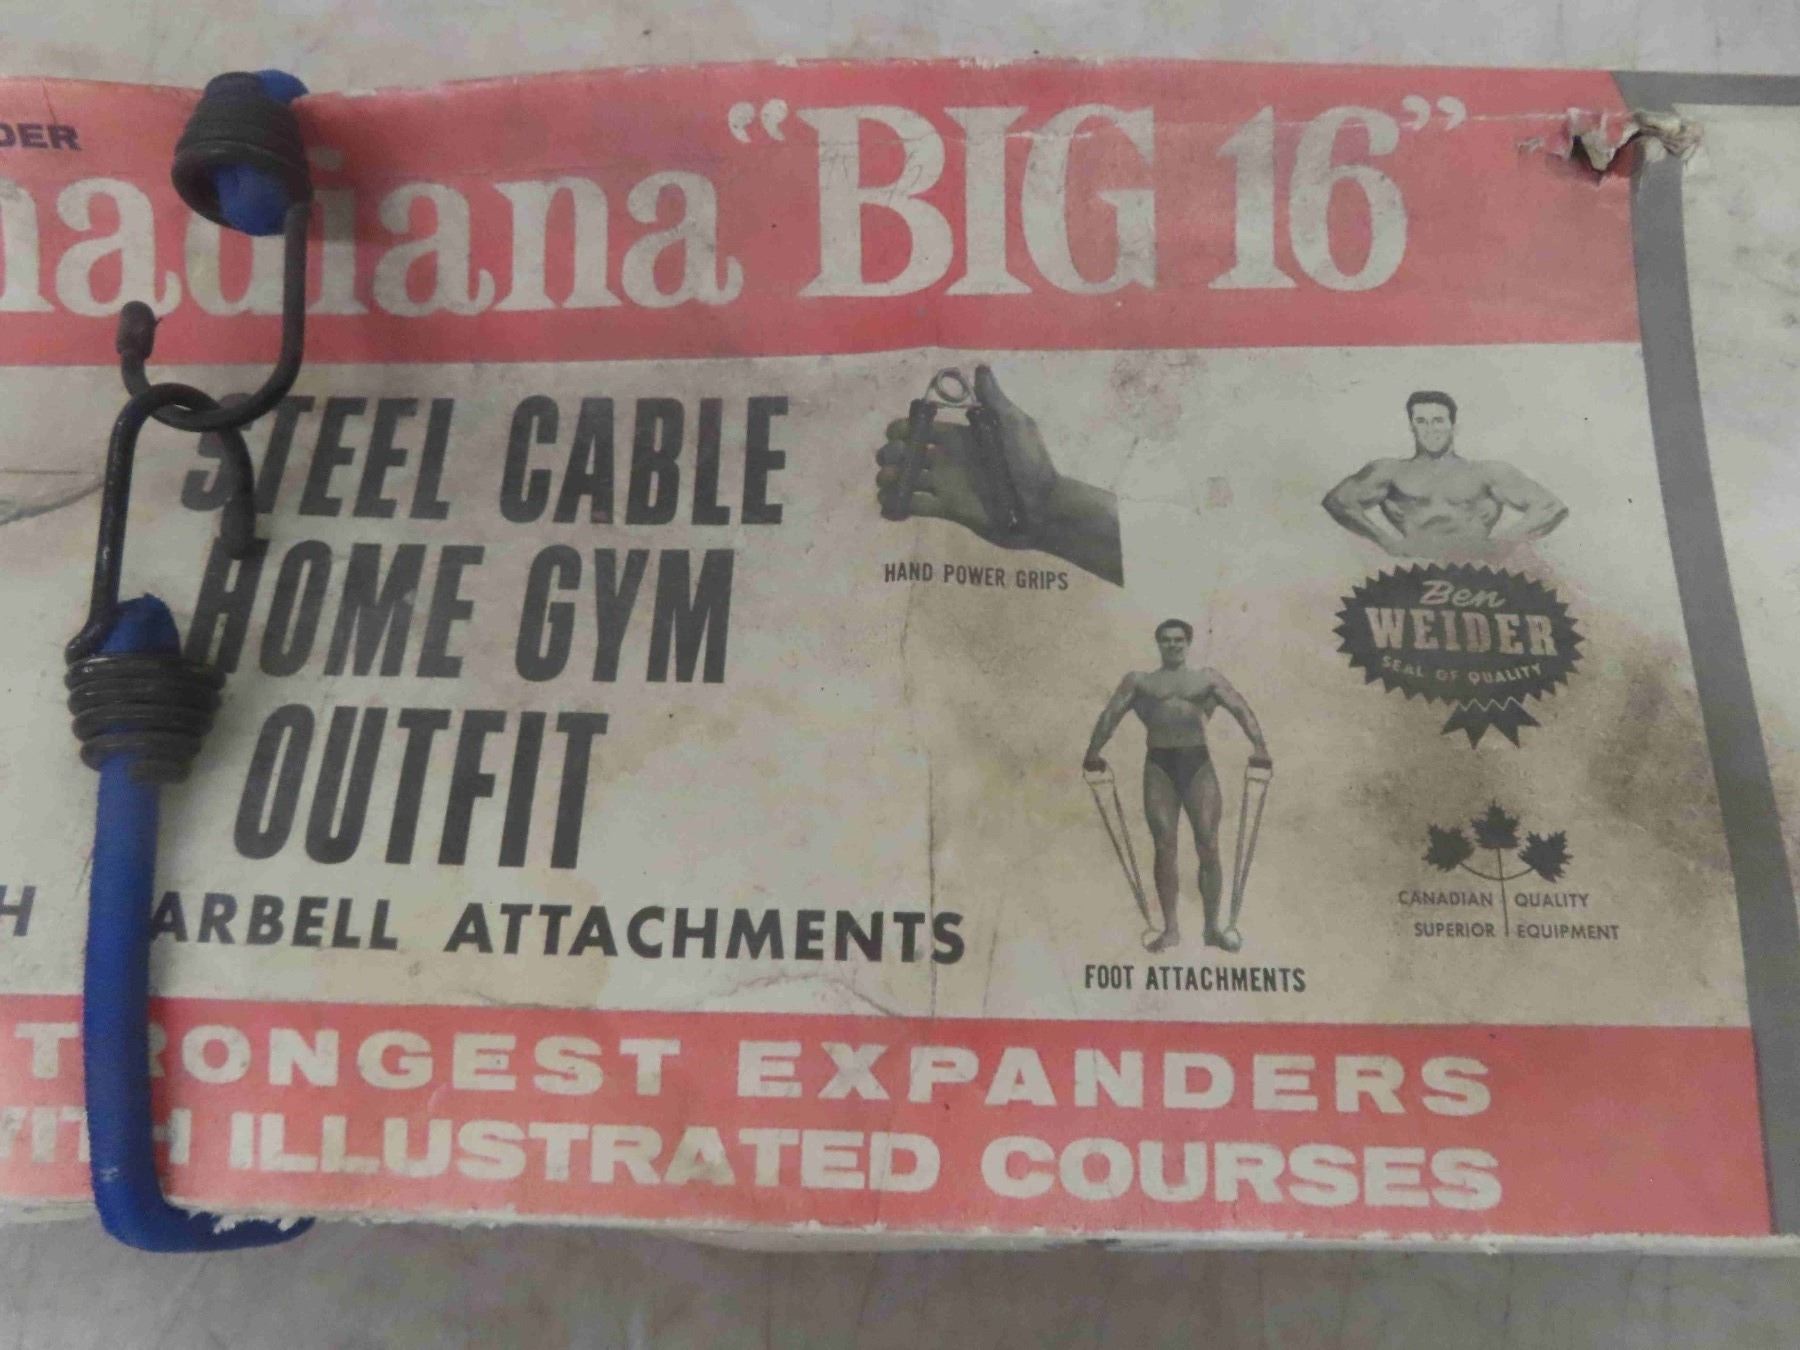 DER
nadiana “BIG 16”
STEEL CABLE
HOME GYM
OUTFIT
H ARBELL ATTACHMENTS
HAND POWER GRIPS
FOOT ATTACHMENTS
Ben
WEIDER
SEAL OF QUALITY
CANADIAN QUALITY
SUPERIOR EQUIPMENT
TRONGEST EXPANDERS
WITH ILLUSTRATED COURSES